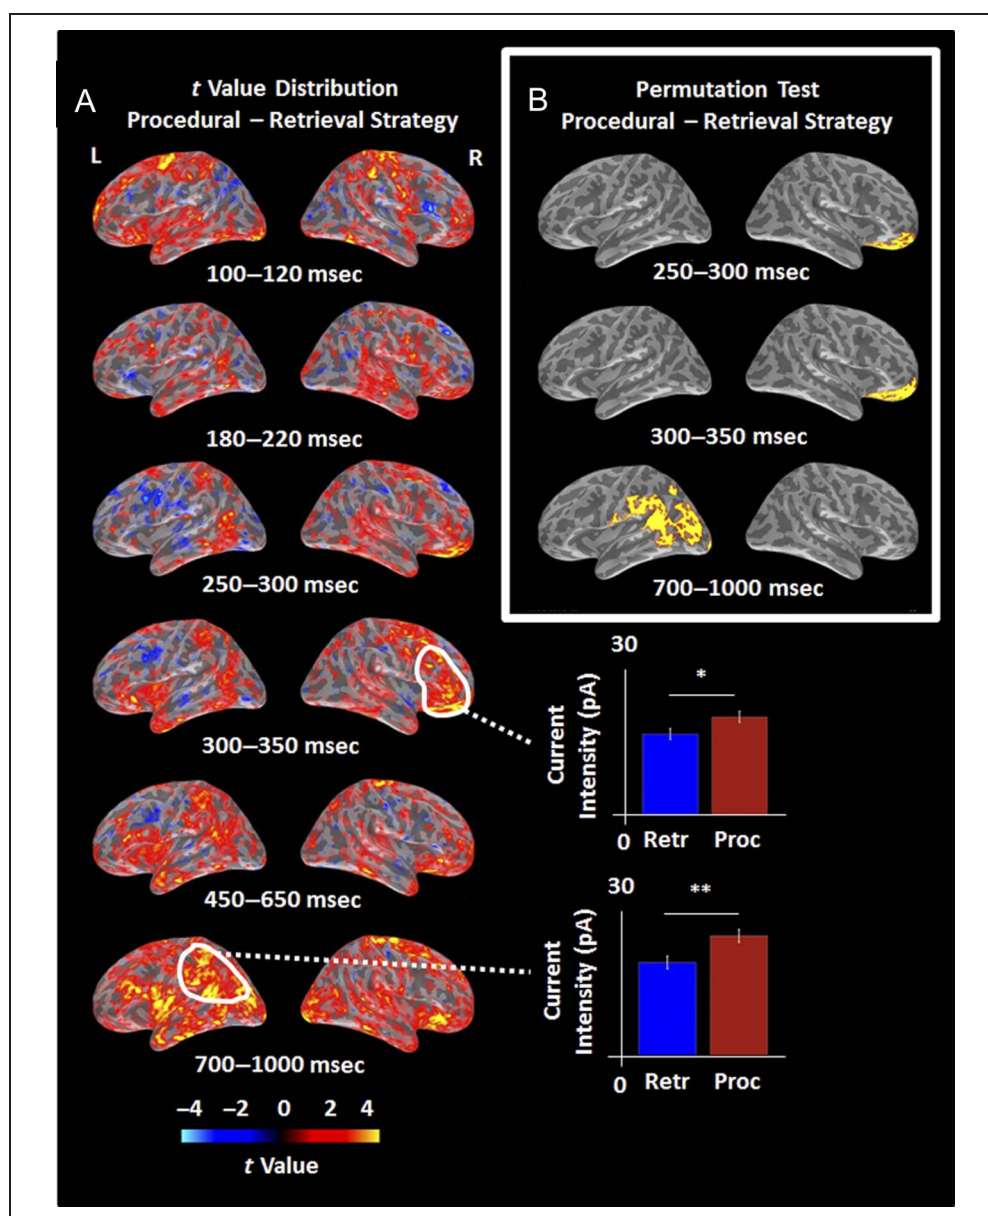 A
t Value Distribution
Procedural – Retrieval Strategy
L
R
100–120 msec
180–220 msec
250–300 msec
300–350 msec
450–650 msec
700–1000 msec
–4 –2 0 2 4
t Value
B
Permutation Test
Procedural – Retrieval Strategy
250–300 msec
300–350 msec
700–1000 msec
30
*
Current
Intensity (pA)
0
Retr Proc
30
**
Current
Intensity (pA)
0
Retr Proc